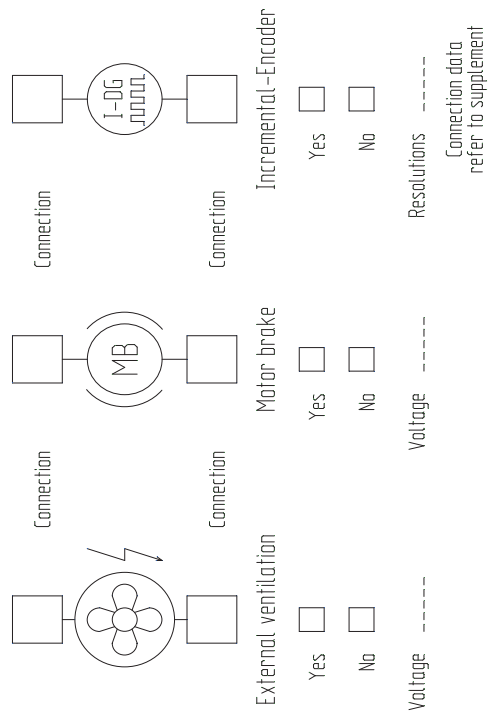 Connection
Connection
I-DG
MB
Connection
Connection
External ventilation
Motor brake
Incremental-Encoder
Yes
Yes
Yes
No
No
No
Voltage -----
Voltage -----
Resolutions -----
Connection data
refer to supplement